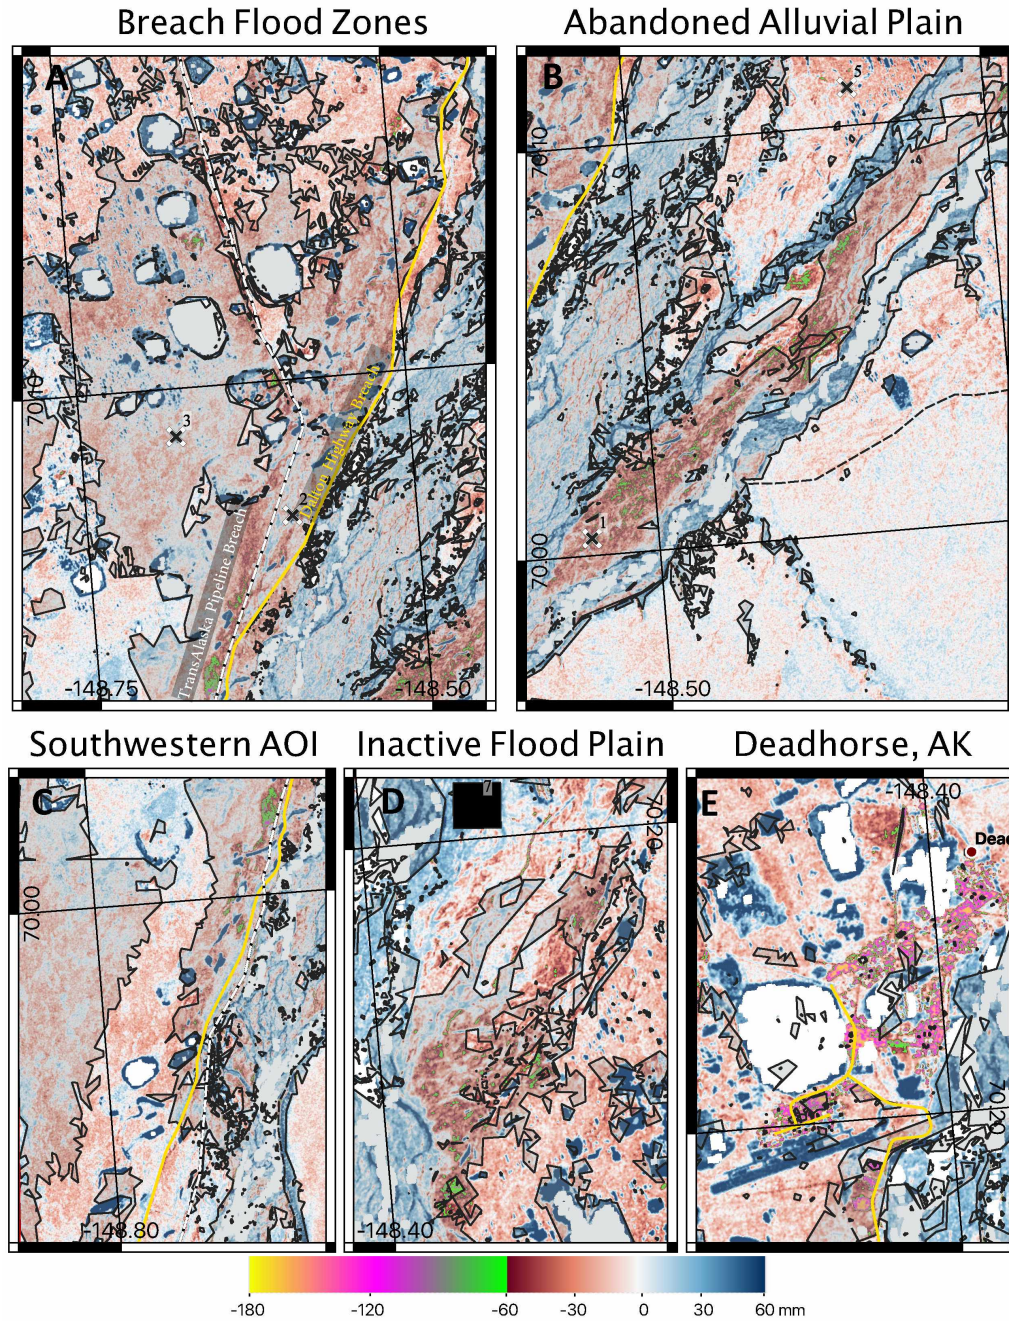 Breach Flood Zones
Abandoned Alluvial Plain
A
B
5
70.10
70.10
3
2
1
Dalton Highway Breach
TransAlaska Pipeline Breach
70.00
-148.75
-148.50
-148.50
Southwestern AOI
Inactive Flood Plain
Deadhorse, AK
C
D
7
E
-148.40
70.20
Dead
70.00
70.20
-148.80
-148.40
-180
-120
-60
-30
0
30
60 mm